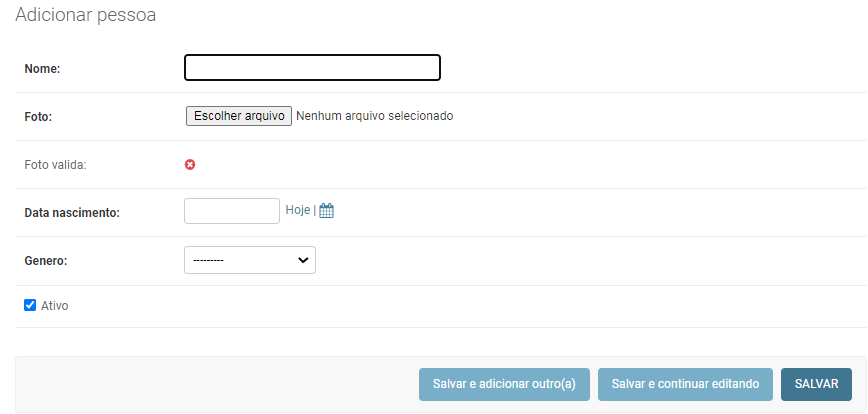 Adicionar pessoa
Nome:
Foto: Escolher arquivo Nenhum arquivo selecionado
Foto valida:
Data nascimento: Hoje |
Genero: ---------
Ativo
Salvar e adicionar outro(a) Salvar e continuar editando SALVAR